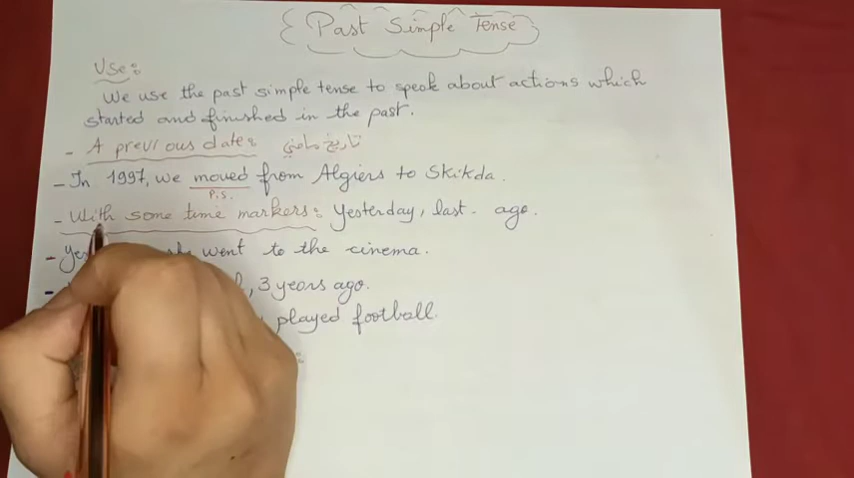 Past Simple Tense
Use:
We use the past simple tense to speak about actions which
started and finished in the past.
- A previous date: تاريخ ماضي
- In 1997, we moved from Algiers to Skikda.
P.S.
- With some time markers: Yesterday, last. ago.
- she went to the cinema.
, 3 years ago.
played football.